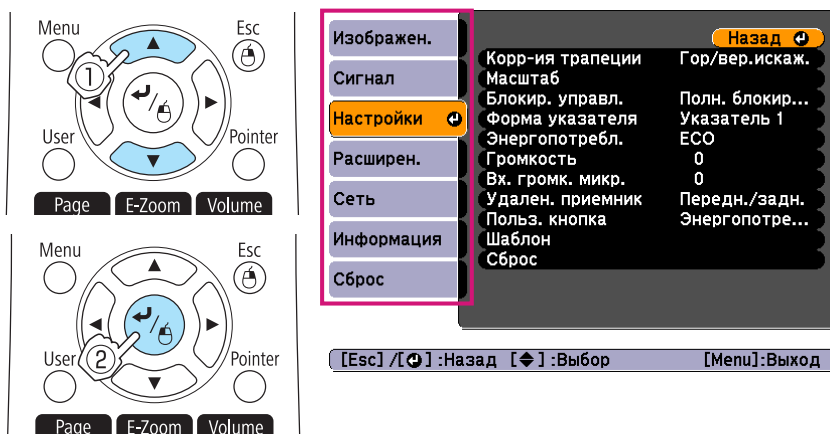 Menu
Esc
1
User
Pointer
Page
E-Zoom
Volume
Menu
Esc
User
2
Pointer
Page
E-Zoom
Volume
Изображен.
Сигнал
Настройки
Расширен.
Сеть
Информация
Сброс
Назад
Корр-ия трапеции Гор/вер.искаж.
Масштаб
Блокир. управл. Полн. блокир...
Форма указателя Указатель 1
Энергопотребл. ECO
Громкость 0
Вх. громк. микр. 0
Удален. приемник Передн./задн.
Польз. кнопка Энергопотре...
Шаблон
Сброс
[Esc] /[ ] :Назад [ ] :Выбор [Menu]:Выход